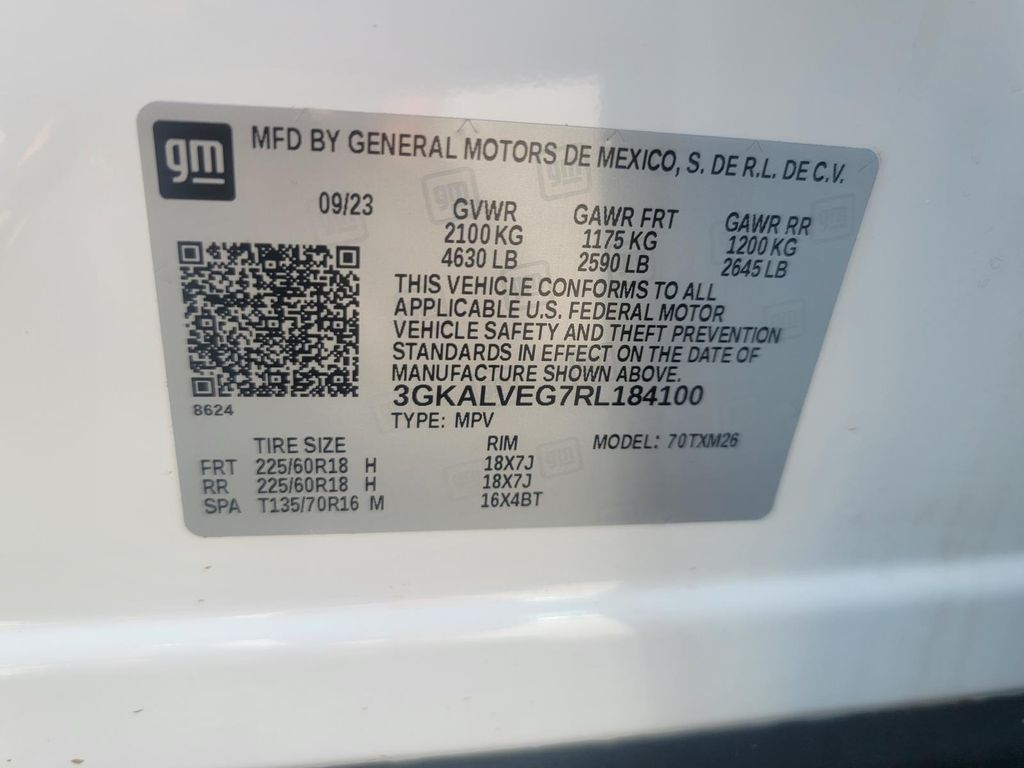 gm MFD BY GENERAL MOTORS DE MEXICO, S. DE R.L. DE C.V.
09/23 GVWR GAWR FRT GAWR RR
2100 KG 1175 KG 1200 KG
4630 LB 2590 LB 2645 LB
THIS VEHICLE CONFORMS TO ALL
APPLICABLE U.S. FEDERAL MOTOR
VEHICLE SAFETY AND THEFT PREVENTION
STANDARDS IN EFFECT ON THE DATE OF
MANUFACTURE SHOWN ABOVE.
3GKALVEG7RL184100
8624
TYPE: MPV
TIRE SIZE RIM MODEL: 70TXM26
FRT 225/60R18 H 18X7J
RR 225/60R18 H 18X7J
SPA T135/70R16 M 16X4BT